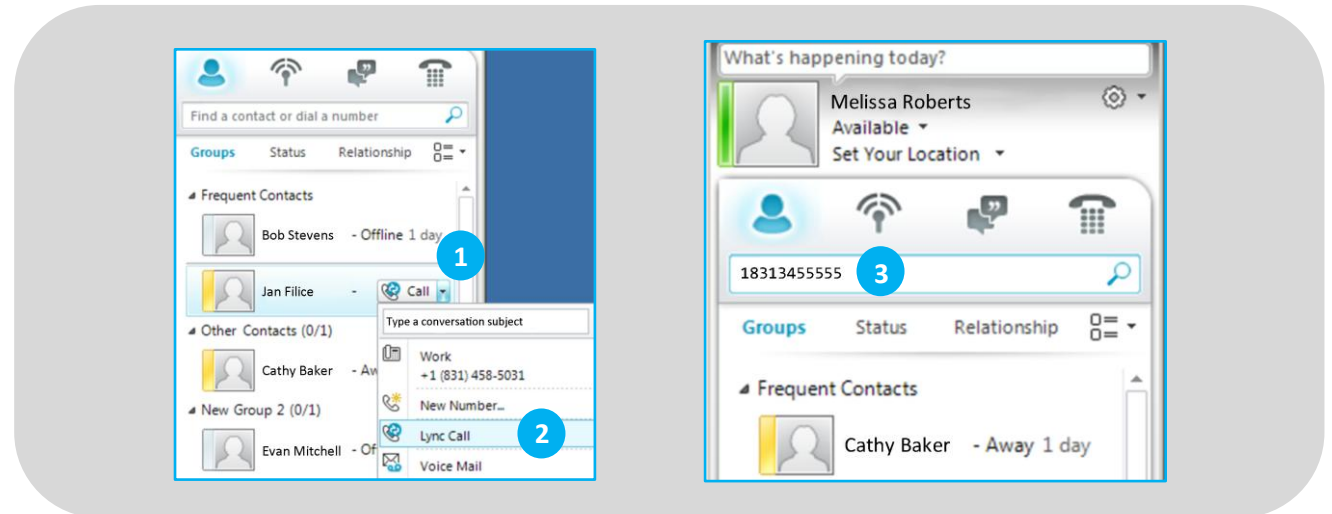 Find a contact or dial a number
Groups Status Relationship
Frequent Contacts
Bob Stevens - Offline 1 day
1
Jan Filice - Call
Type a conversation subject
Other Contacts (0/1)
Work
+1 (831) 458-5031
Cathy Baker - Aw
New Number...
New Group 2 (0/1)
Lync Call
2
Evan Mitchell - Of
Voice Mail
What's happening today?
Melissa Roberts
Available
Set Your Location
18313455555
3
Groups Status Relationship
Frequent Contacts
Cathy Baker - Away 1 day